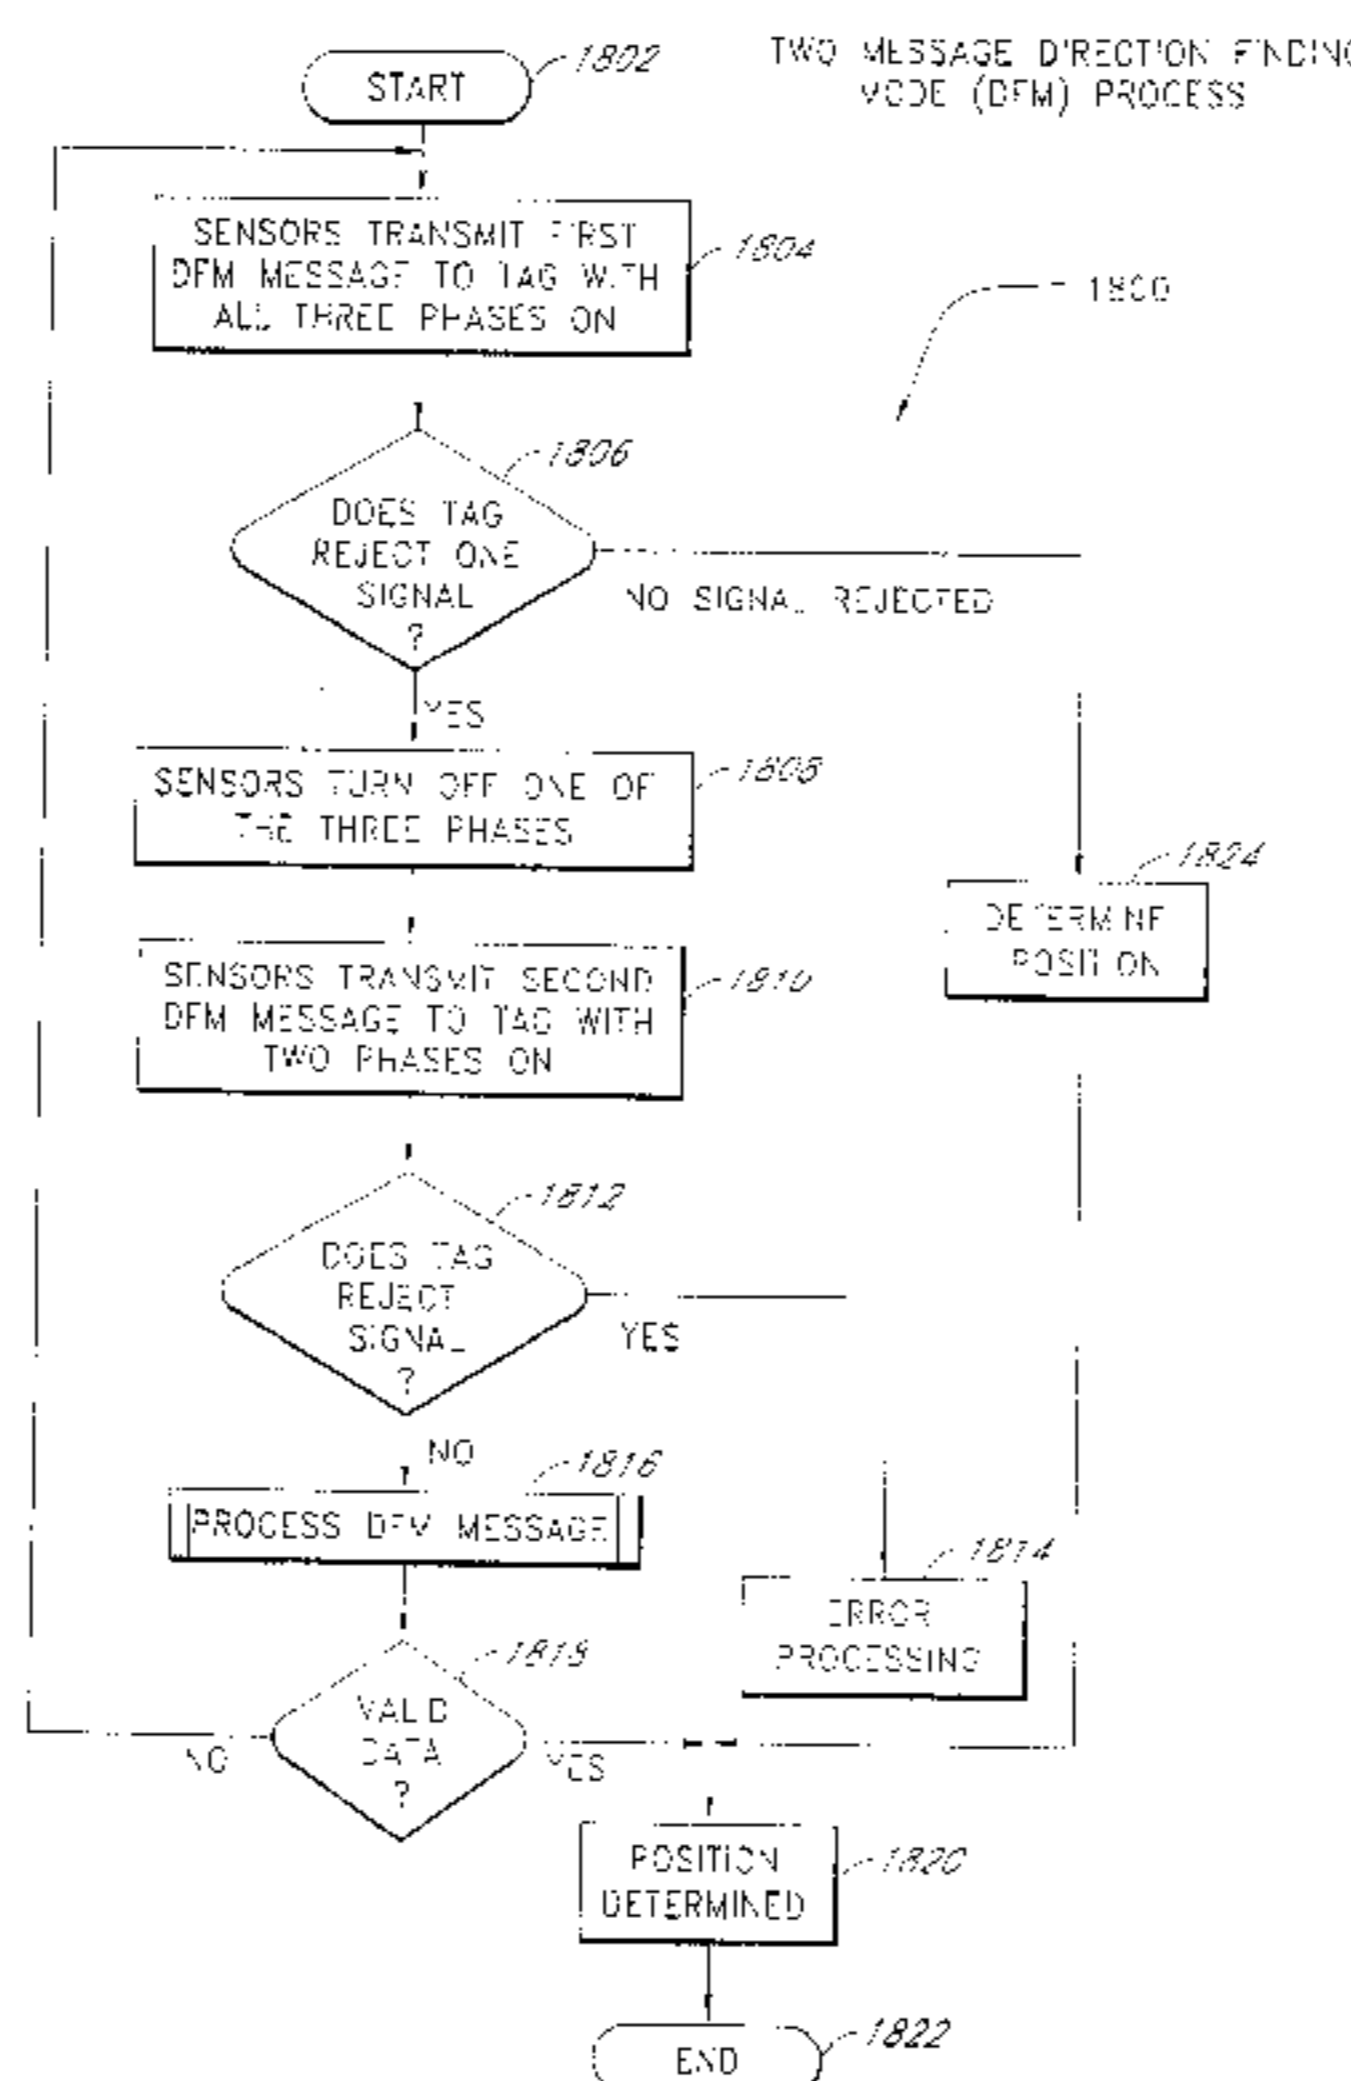 TWO MESSAGE DIRECTION FINDING
MODE (DFM) PROCESS
START
1802
SENSORS TRANSMIT FIRST
DFM MESSAGE TO TAG WITH
ALL THREE PHASES ON
1804
1800
1806
DOES TAG
REJECT ONE
SIGNAL
?
NO SIGNAL REJECTED
YES
SENSORS TURN OFF ONE OF
THE THREE PHASES
1808
1824
DETERMINE
POSITION
SENSORS TRANSMIT SECOND
DFM MESSAGE TO TAG WITH
TWO PHASES ON
1810
1812
DOES TAG
REJECT
SIGNAL
?
YES
NO
1816
PROCESS DFM MESSAGE
1814
ERROR
PROCESSING
1818
VALID
DATA
?
NO
YES
POSITION
DETERMINED
1820
END
1822